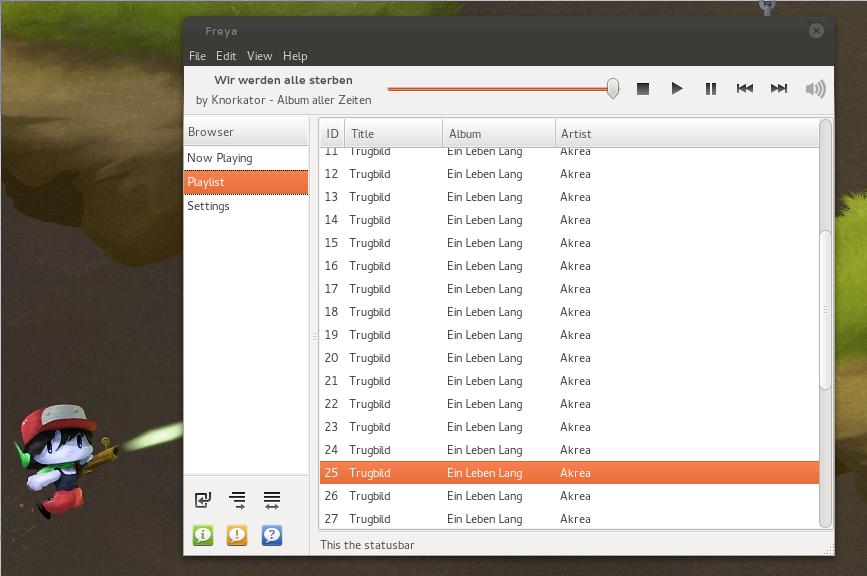 Freya
File Edit View Help
Wir werden alle sterben
by Knorkator - Album aller Zeiten
Browser
Now Playing
Playlist
Settings
ID Title Album Artist
11 Trugbild Ein Leben Lang Akrea
12 Trugbild Ein Leben Lang Akrea
13 Trugbild Ein Leben Lang Akrea
14 Trugbild Ein Leben Lang Akrea
15 Trugbild Ein Leben Lang Akrea
16 Trugbild Ein Leben Lang Akrea
17 Trugbild Ein Leben Lang Akrea
18 Trugbild Ein Leben Lang Akrea
19 Trugbild Ein Leben Lang Akrea
20 Trugbild Ein Leben Lang Akrea
21 Trugbild Ein Leben Lang Akrea
22 Trugbild Ein Leben Lang Akrea
23 Trugbild Ein Leben Lang Akrea
24 Trugbild Ein Leben Lang Akrea
25 Trugbild Ein Leben Lang Akrea
26 Trugbild Ein Leben Lang Akrea
27 Trugbild Ein Leben Lang Akrea
This the statusbar